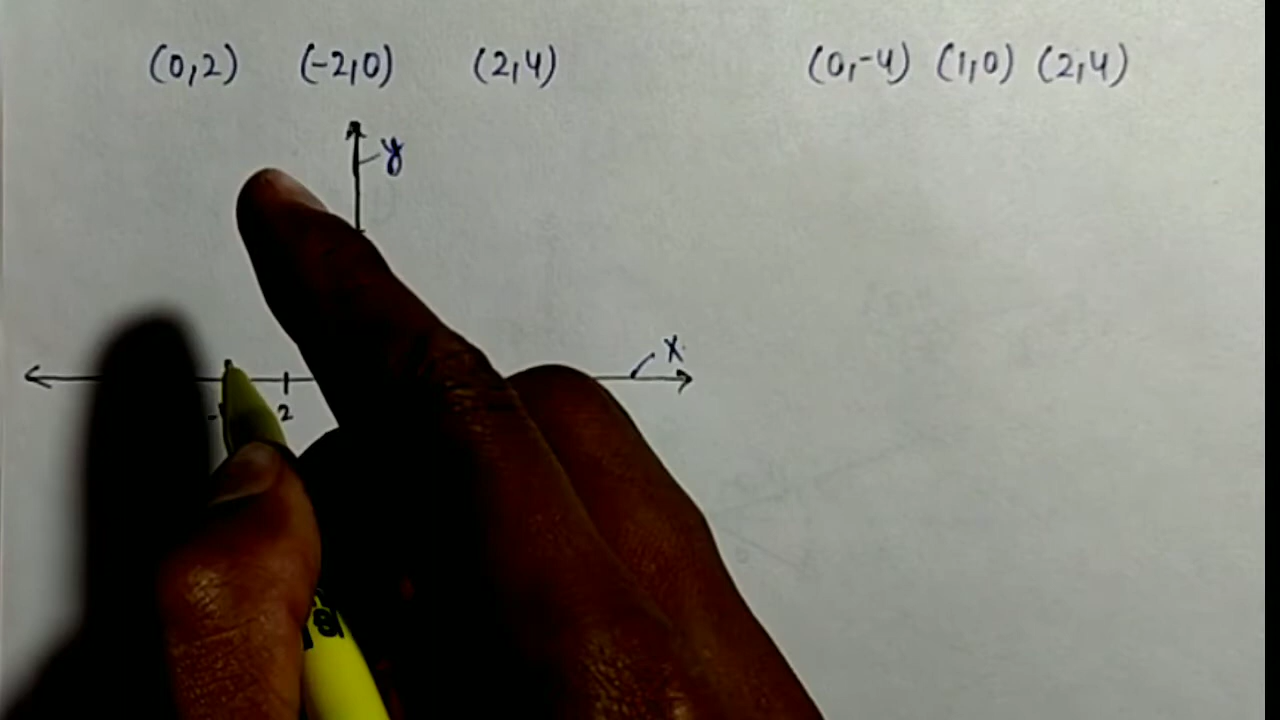 (0,2) (-2,0) (2,4) (0,-4) (1,0) (2,4)
y
x
2